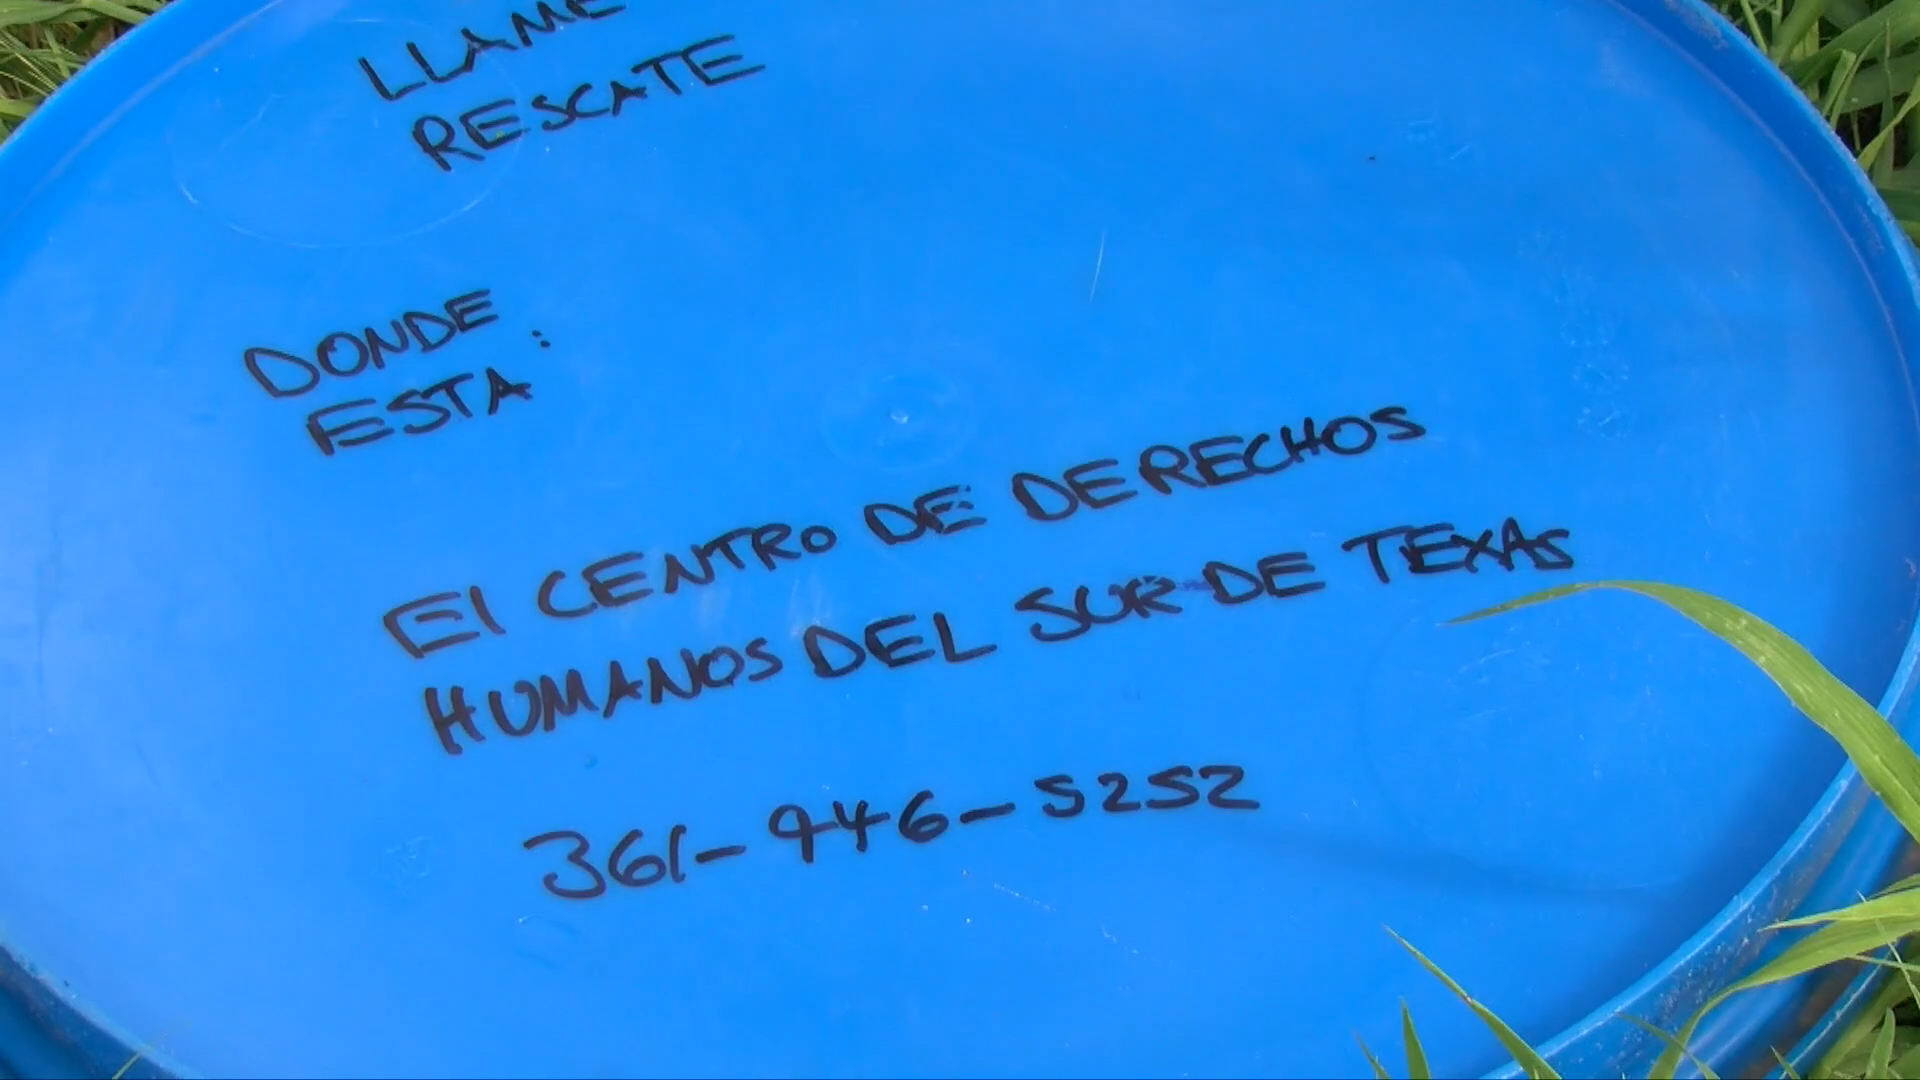 LLAME
RESCATE
DONDE
ESTA :
El CENTRO DE DERECHOS
HUMANOS DEL SUR DE TEXAS
361-946-5252